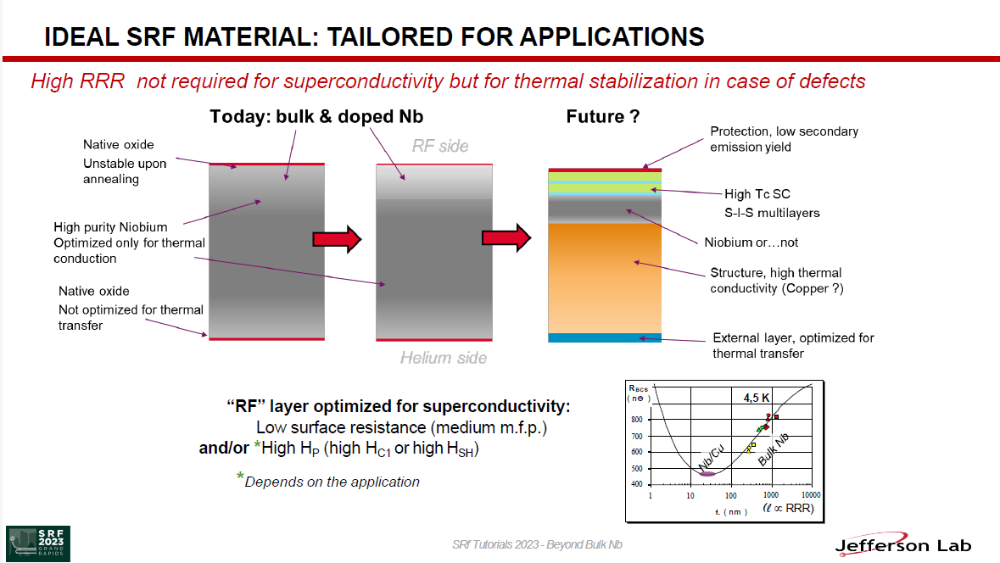 IDEAL SRF MATERIAL: TAILORED FOR APPLICATIONS
High RRR not required for superconductivity but for thermal stabilization in case of defects
Today: bulk & doped Nb
Future ?
Native oxide
Unstable upon
annealing
RF side
Protection, low secondary
emission yield
High Tc SC
S-I-S multilayers
High purity Niobium
Optimized only for thermal
conduction
Niobium or…not
Structure, high thermal
conductivity (Copper ?)
Native oxide
Not optimized for thermal
transfer
External layer, optimized for
thermal transfer
Helium side
“RF” layer optimized for superconductivity:
Low surface resistance (medium m.f.p.)
and/or *High HP (high HC1 or high HSH)
*Depends on the application
RBCS
( nΘ )
4,5 K
800
700
600
500
400
Nb/Cu
Bulk Nb
1 10 100 1000 10000
f. ( nm )
(ℓ ∝ RRR)
SRF
2023
GRAND
RAPIDS
SRf Tutorials 2023 - Beyond Bulk Nb
Jefferson Lab